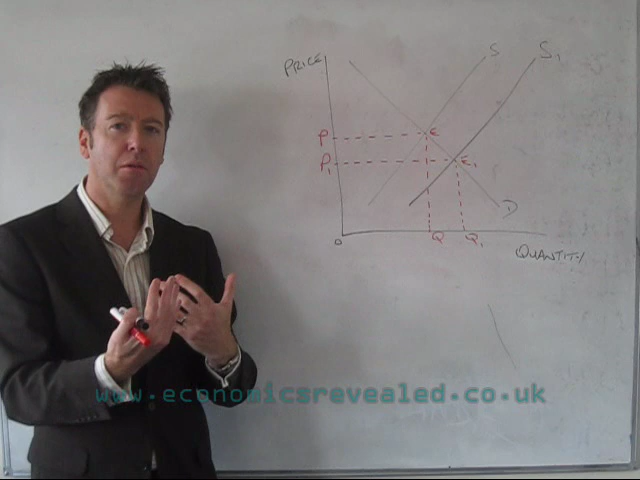 PRICE
S
S1
P
E
P1
E1
D
0
Q
Q1
QUANTITY
www.economicsrevealed.co.uk